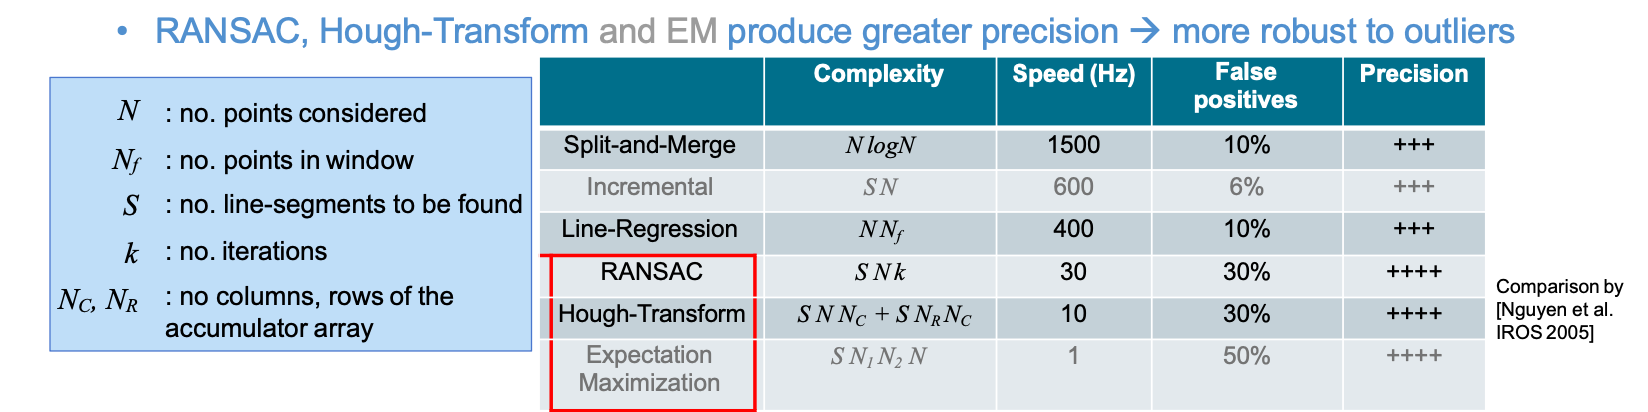 • RANSAC, Hough-Transform and EM produce greater precision → more robust to outliers
N : no. points considered
N_f : no. points in window
S : no. line-segments to be found
k : no. iterations
N_C, N_R : no columns, rows of the
accumulator array
Complexity Speed (Hz) False Precision
positives
Split-and-Merge N logN 1500 10% +++
Incremental S N 600 6% +++
Line-Regression N N_f 400 10% +++
RANSAC S N k 30 30% ++++
Hough-Transform S N N_C + S N_R N_C 10 30% ++++
Expectation S N_1 N_2 N 1 50% ++++
Maximization
Comparison by
[Nguyen et al.
IROS 2005]